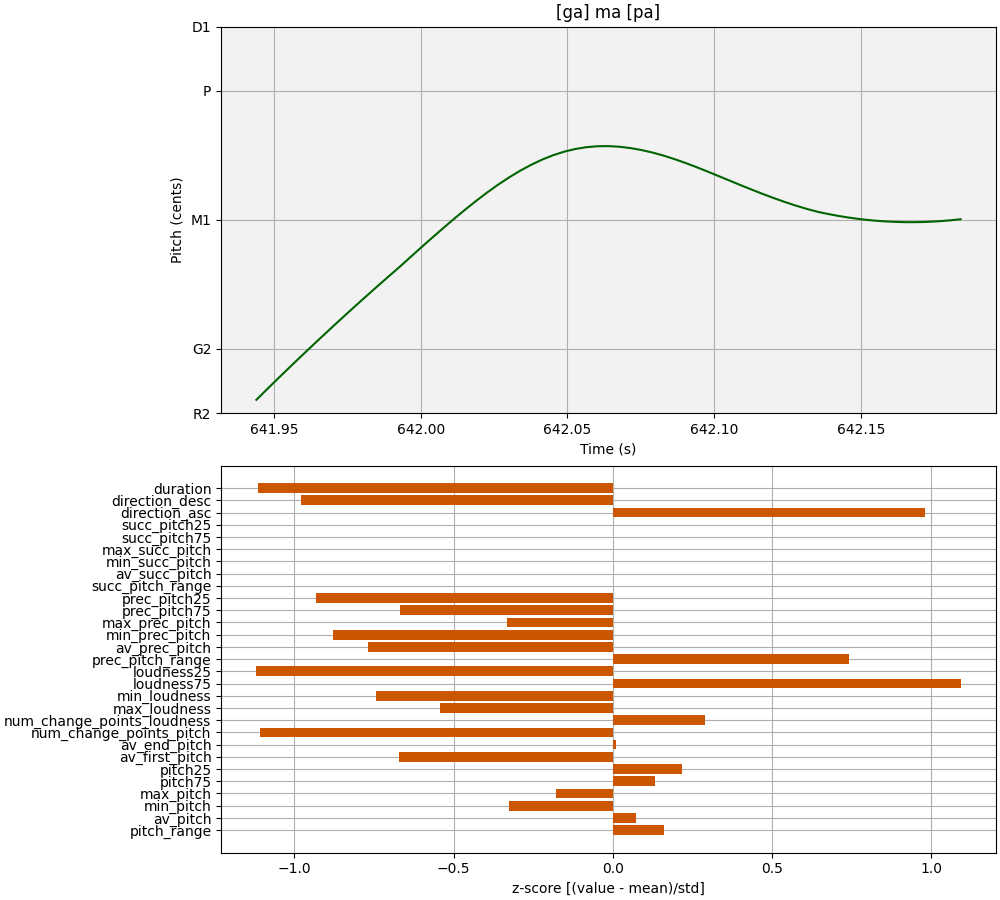 [ga] ma [pa]
D1
P
M1
G2
R2
Pitch (cents)
641.95 642.00 642.05 642.10 642.15
Time (s)
duration
direction_desc
direction_asc
succ_pitch25
succ_pitch75
max_succ_pitch
min_succ_pitch
av_succ_pitch
succ_pitch_range
prec_pitch25
prec_pitch75
max_prec_pitch
min_prec_pitch
av_prec_pitch
prec_pitch_range
loudness25
loudness75
min_loudness
max_loudness
num_change_points_loudness
num_change_points_pitch
av_end_pitch
av_first_pitch
pitch25
pitch75
max_pitch
min_pitch
av_pitch
pitch_range
−1.0 −0.5 0.0 0.5 1.0
z-score [(value - mean)/std]